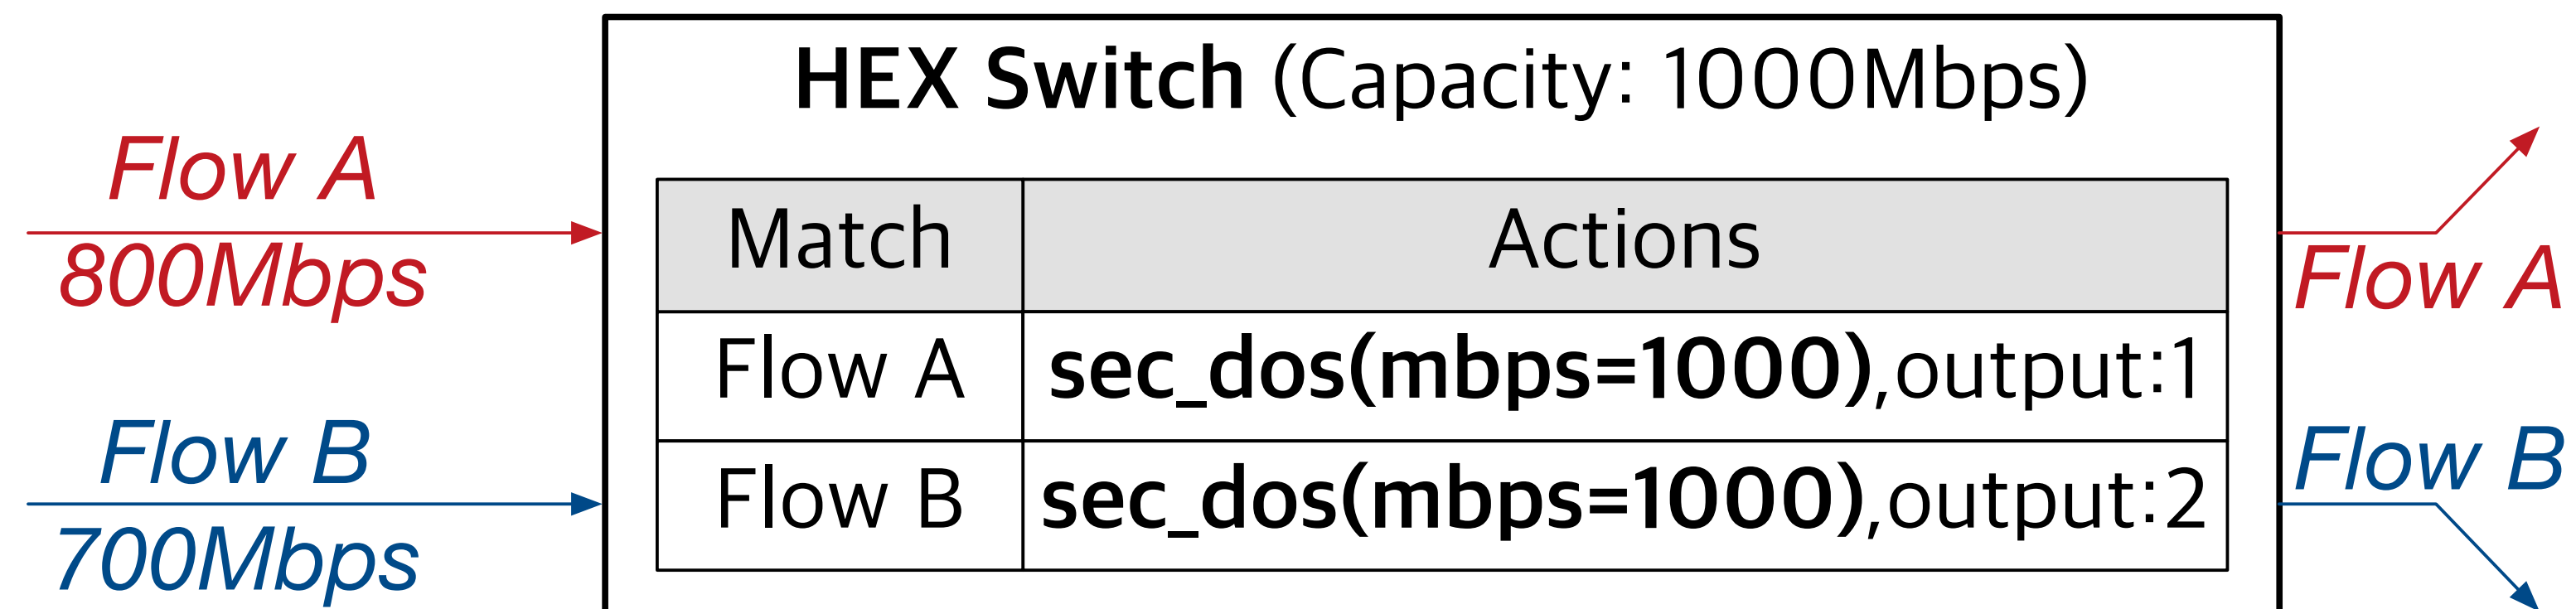 HEX Switch (Capacity: 1000Mbps)
Flow A
800Mbps
Flow B
700Mbps
Match Actions
Flow A sec_dos(mbps=1000),output:1
Flow B sec_dos(mbps=1000),output:2
Flow A
Flow B